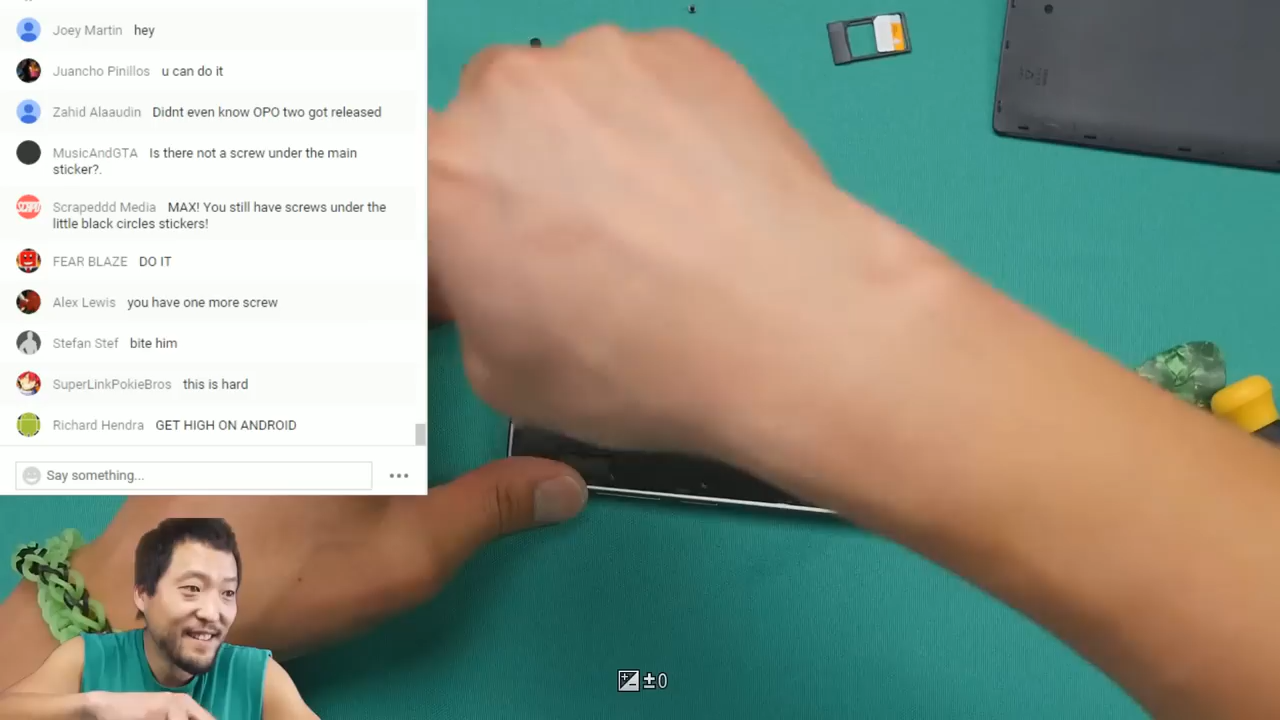 Joey Martin hey
Juancho Pinillos u can do it
Zahid Alaaudin Didnt even know OPO two got released
MusicAndGTA Is there not a screw under the main
sticker?.
Scrapeddd Media MAX! You still have screws under the
little black circles stickers!
FEAR BLAZE DO IT
Alex Lewis you have one more screw
Stefan Stef bite him
SuperLinkPokieBros this is hard
Richard Hendra GET HIGH ON ANDROID
Say something...
±0